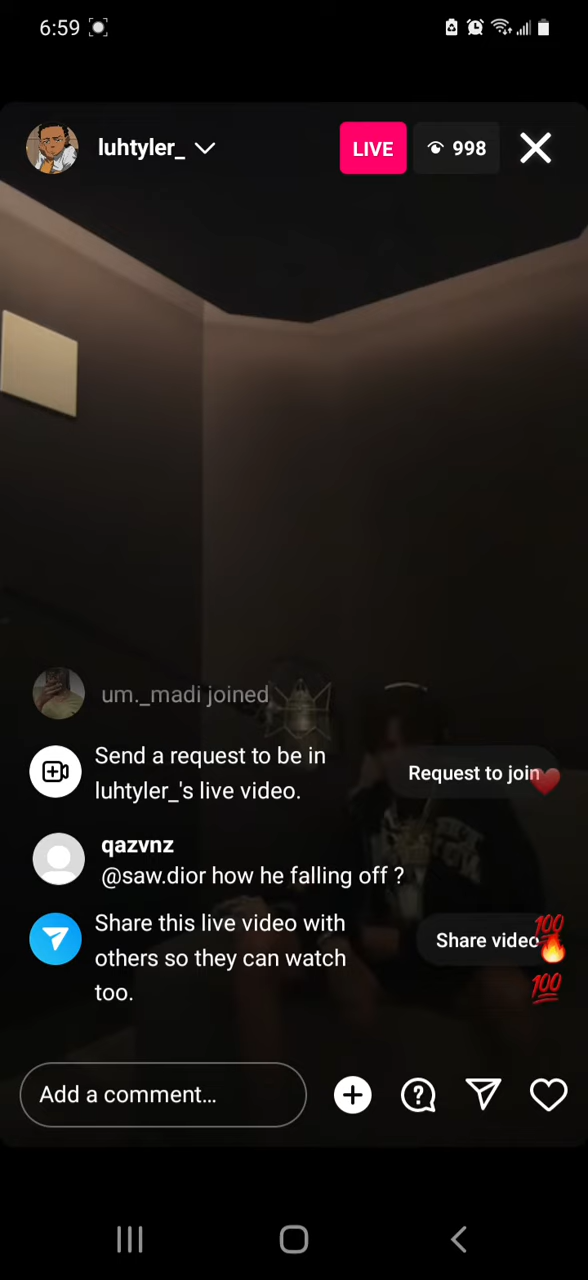 6:59
luhtyler_
LIVE
998
um._madi joined
Send a request to be in
luhtyler_'s live video.
Request to join
qazvnz
@saw.dior how he falling off ?
Share this live video with
others so they can watch
too.
Share video
100
100
Add a comment...